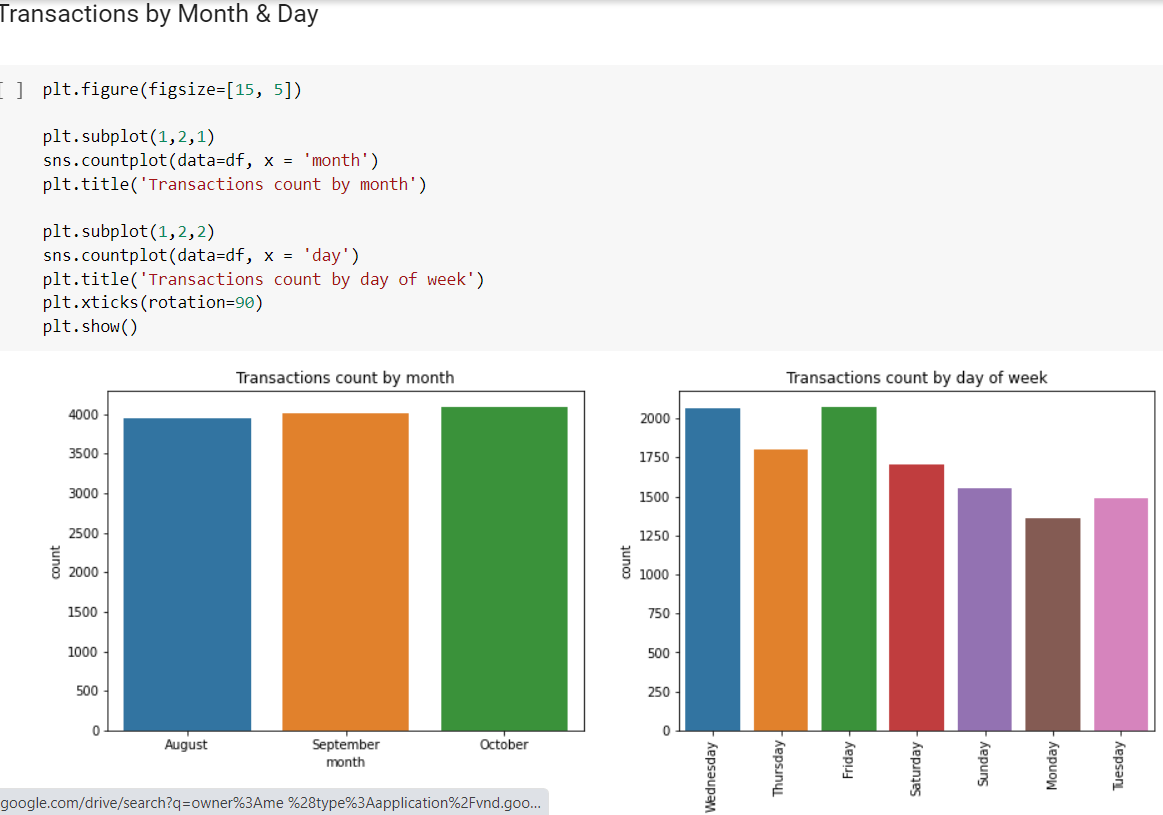 Transactions by Month & Day
[ ] plt.figure(figsize=[15, 5])
plt.subplot(1,2,1)
sns.countplot(data=df, x = 'month')
plt.title('Transactions count by month')
plt.subplot(1,2,2)
sns.countplot(data=df, x = 'day')
plt.title('Transactions count by day of week')
plt.xticks(rotation=90)
plt.show()
Transactions count by month
4000
3500
3000
2500
2000
1500
1000
500
0
count
August September October
month
Transactions count by day of week
2000
1750
1500
1250
1000
750
500
250
0
count
Wednesday
Thursday
Friday
Saturday
Sunday
Monday
Tuesday
google.com/drive/search?q=owner%3Ame %28type%3Aapplication%2Fvnd.goo...